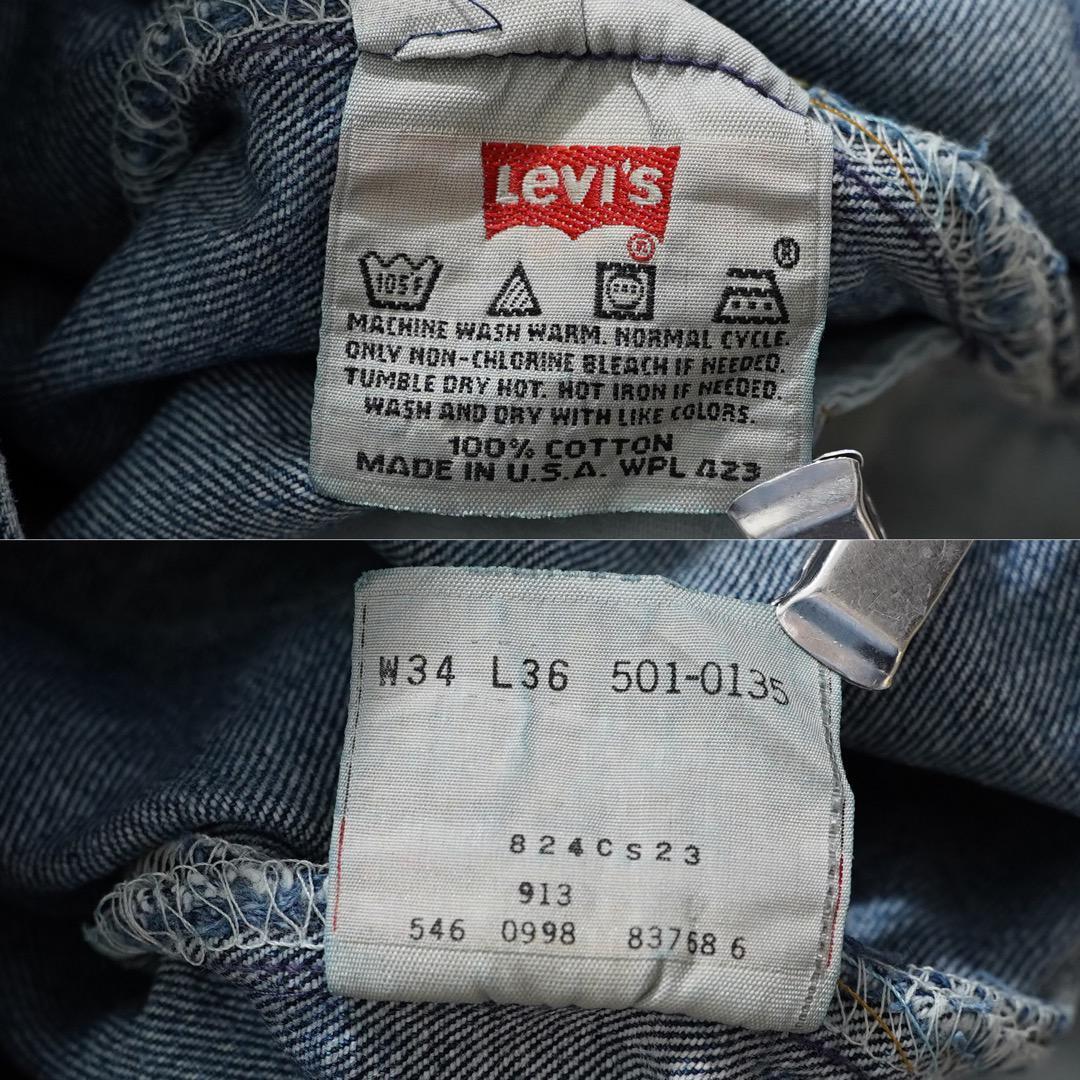 Levi's
®
®
105F
MACHINE WASH WARM. NORMAL CYCLE.
ONLY NON-CHLORINE BLEACH IF NEEDED.
TUMBLE DRY HOT. HOT IRON IF NEEDED.
WASH AND DRY WITH LIKE COLORS.
100% COTTON
MADE IN U.S.A. WPL 423
W34 L36 501-0135
824CS23
913
546 0998 83768 6